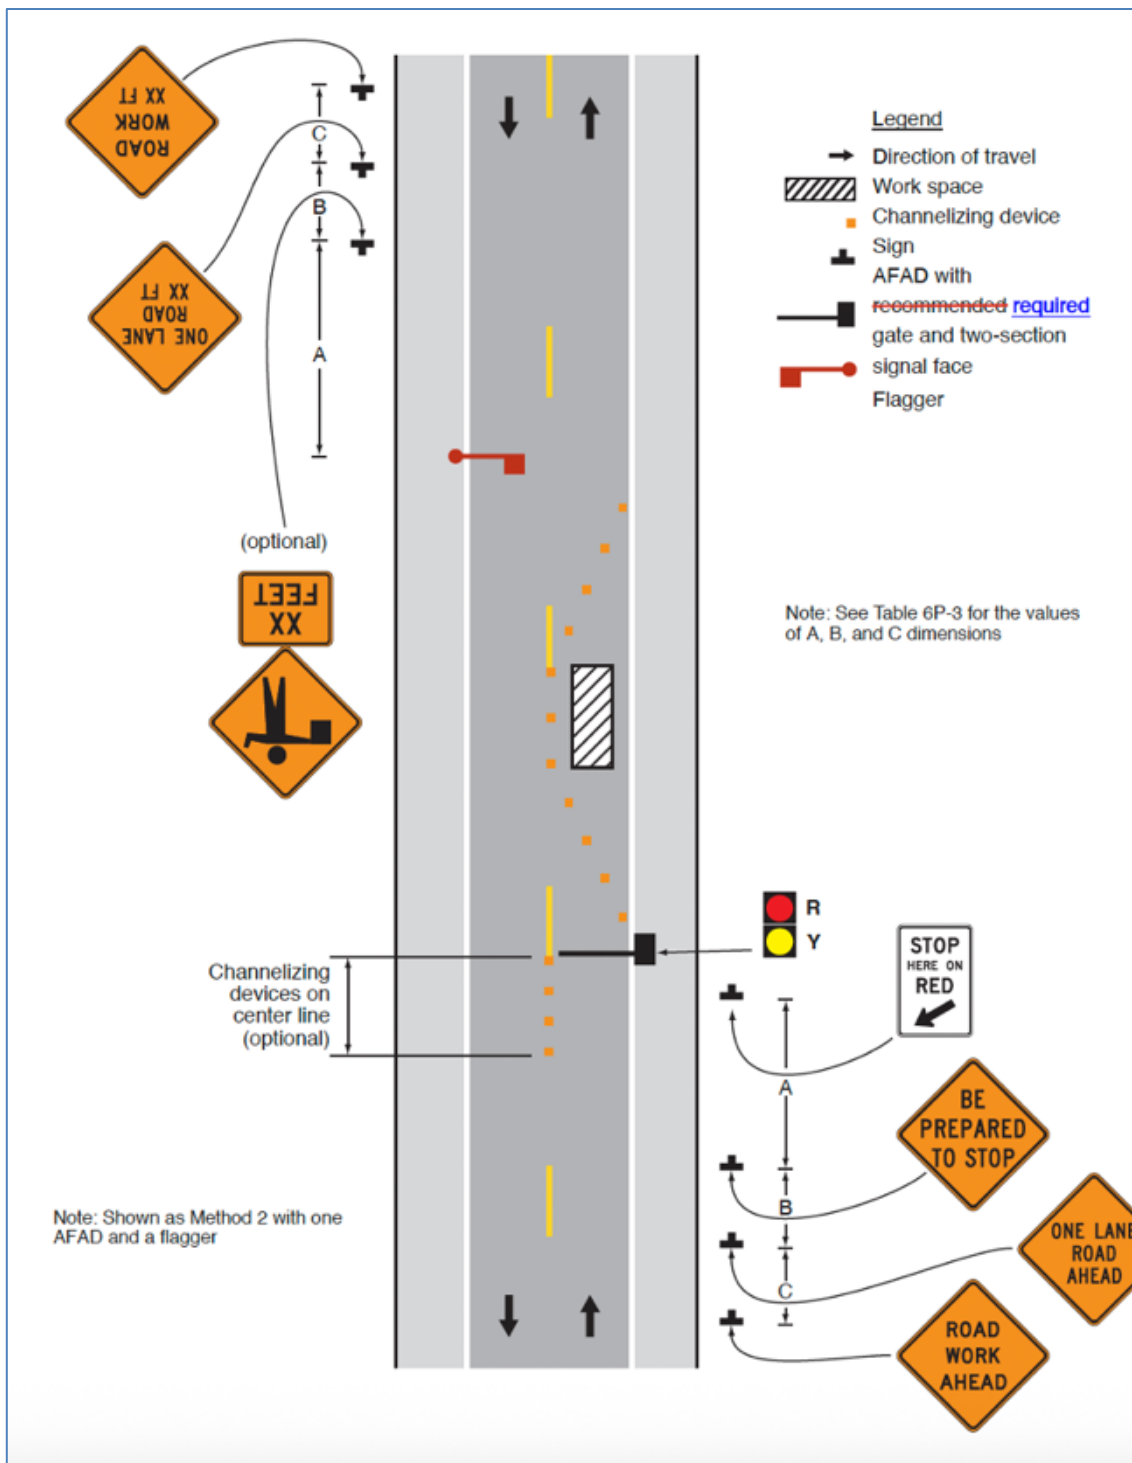 ROAD
WORK
XX FT
C
B
A
ONE LANE
ROAD
XX FT
(optional)
XX
FEET
Legend
Direction of travel
Work space
Channelizing device
Sign
AFAD with
recommended required
gate and two-section
signal face
Flagger
Note: See Table 6P-3 for the values
of A, B, and C dimensions
R
Y
STOP
HERE ON
RED
Channelizing
devices on
center line
(optional)
A
BE
PREPARED
TO STOP
B
ONE LANE
ROAD
AHEAD
C
Note: Shown as Method 2 with one
AFAD and a flagger
ROAD
WORK
AHEAD